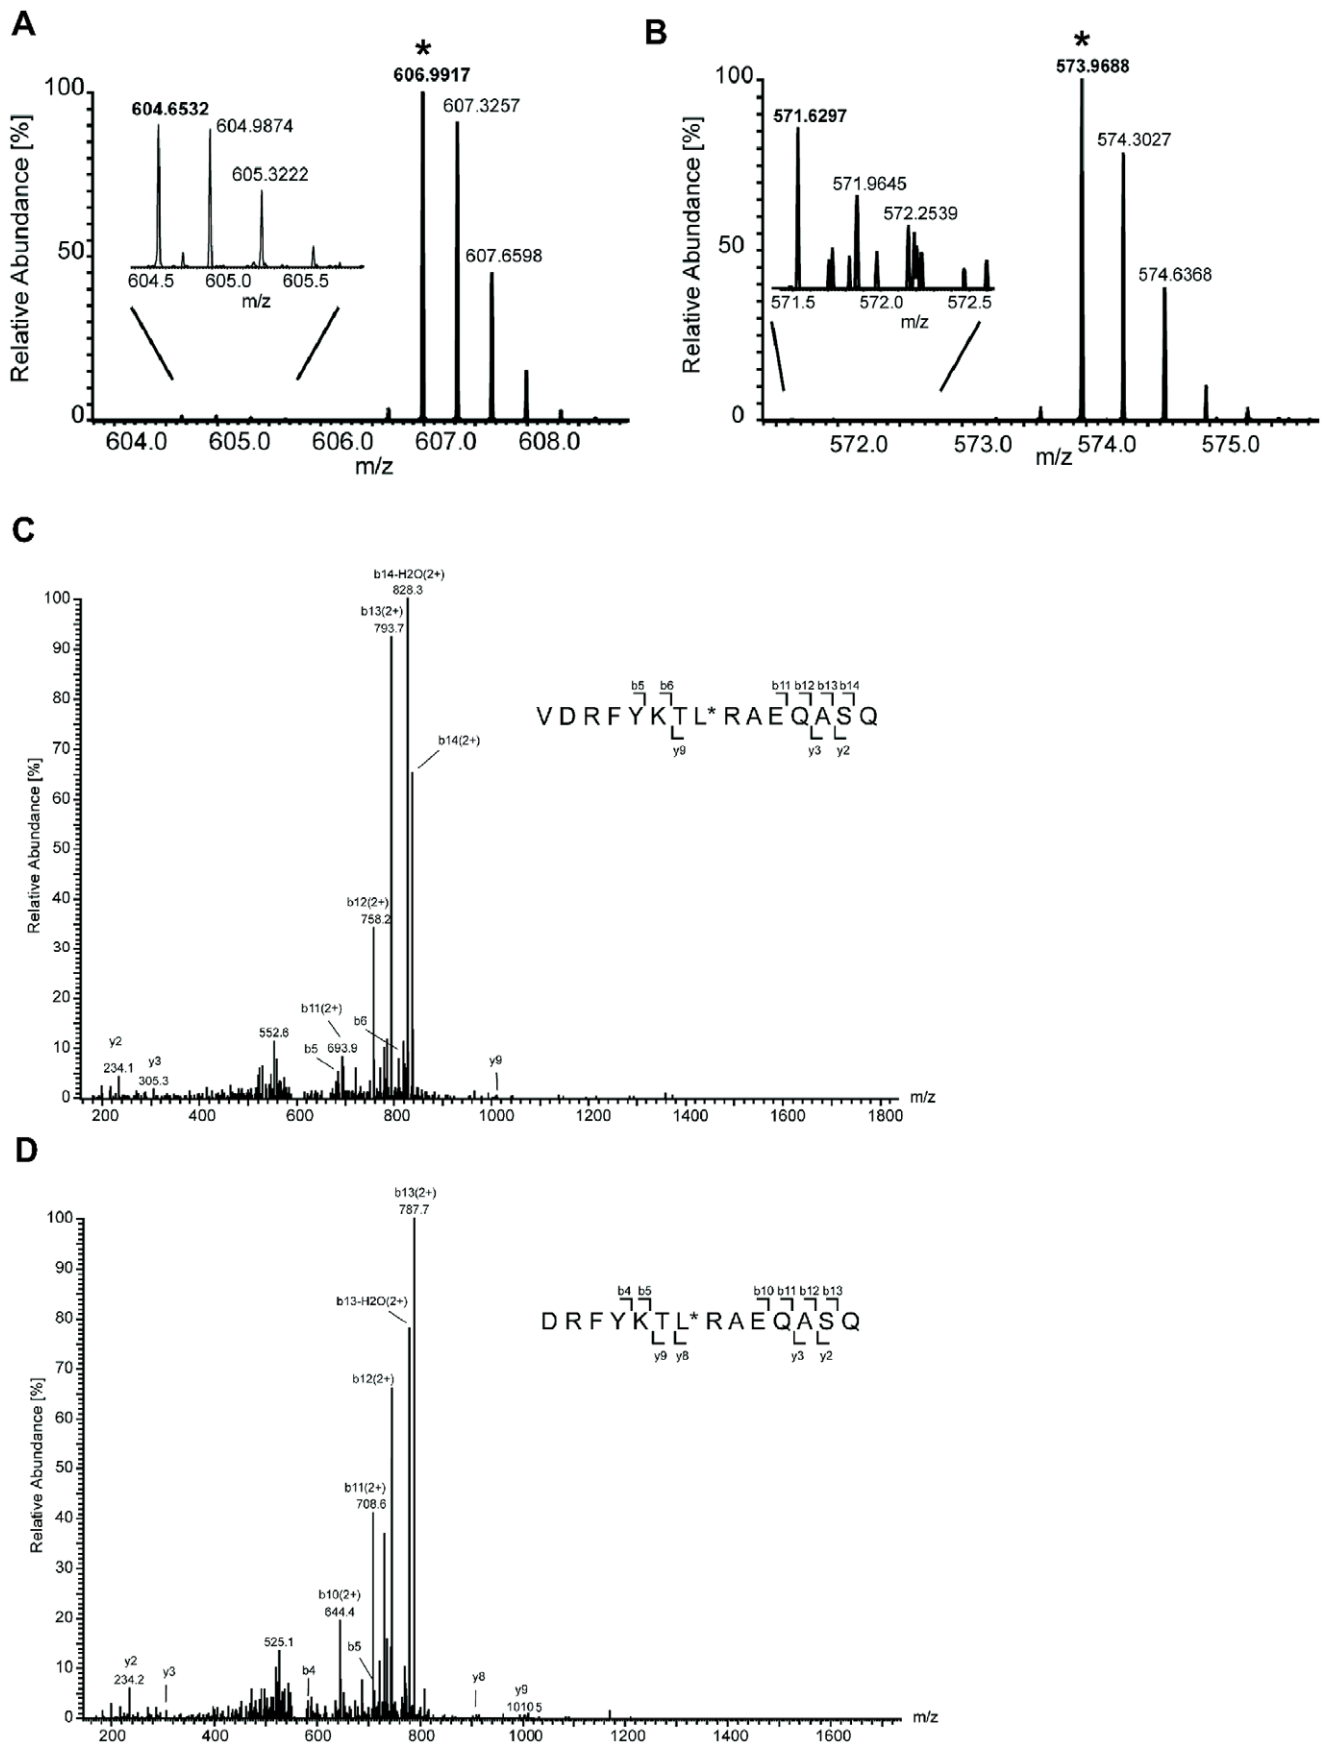 A
*
606.9917
607.3257
607.6598
604.6532
604.9874
605.3222
604.5 605.0 605.5
m/z
Relative Abundance [%]
100
50
0
604.0 605.0 606.0 607.0 608.0
m/z
B
*
573.9688
574.3027
574.6368
571.6297
571.9645
572.2539
571.5 572.0 572.5
m/z
Relative Abundance [%]
100
50
0
572.0 573.0 574.0 575.0
m/z
C
b14-H2O(2+)
828.3
b13(2+)
793.7
b14(2+)
b12(2+)
758.2
b11(2+)
693.9
b6
b5
552.6
y2
234.1
y3
305.3
y9
b5 b6 b11 b12 b13 b14
V D R F Y K T L* R A E Q A S Q
y9 y3 y2
Relative Abundance [%]
100
90
80
70
60
50
40
30
20
10
0
200 400 600 800 1000 1200 1400 1600 1800 m/z
D
b13(2+)
787.7
b13-H2O(2+)
b12(2+)
b11(2+)
708.6
b10(2+)
644.4
b5
525.1
b4
y2
234.2
y3
y8
y9
1010.5
b4 b5 b10 b11 b12 b13
D R F Y K T L* R A E Q A S Q
y9 y8 y3 y2
Relative Abundance [%]
100
90
80
70
60
50
40
30
20
10
0
200 400 600 800 1000 1200 1400 1600 m/z